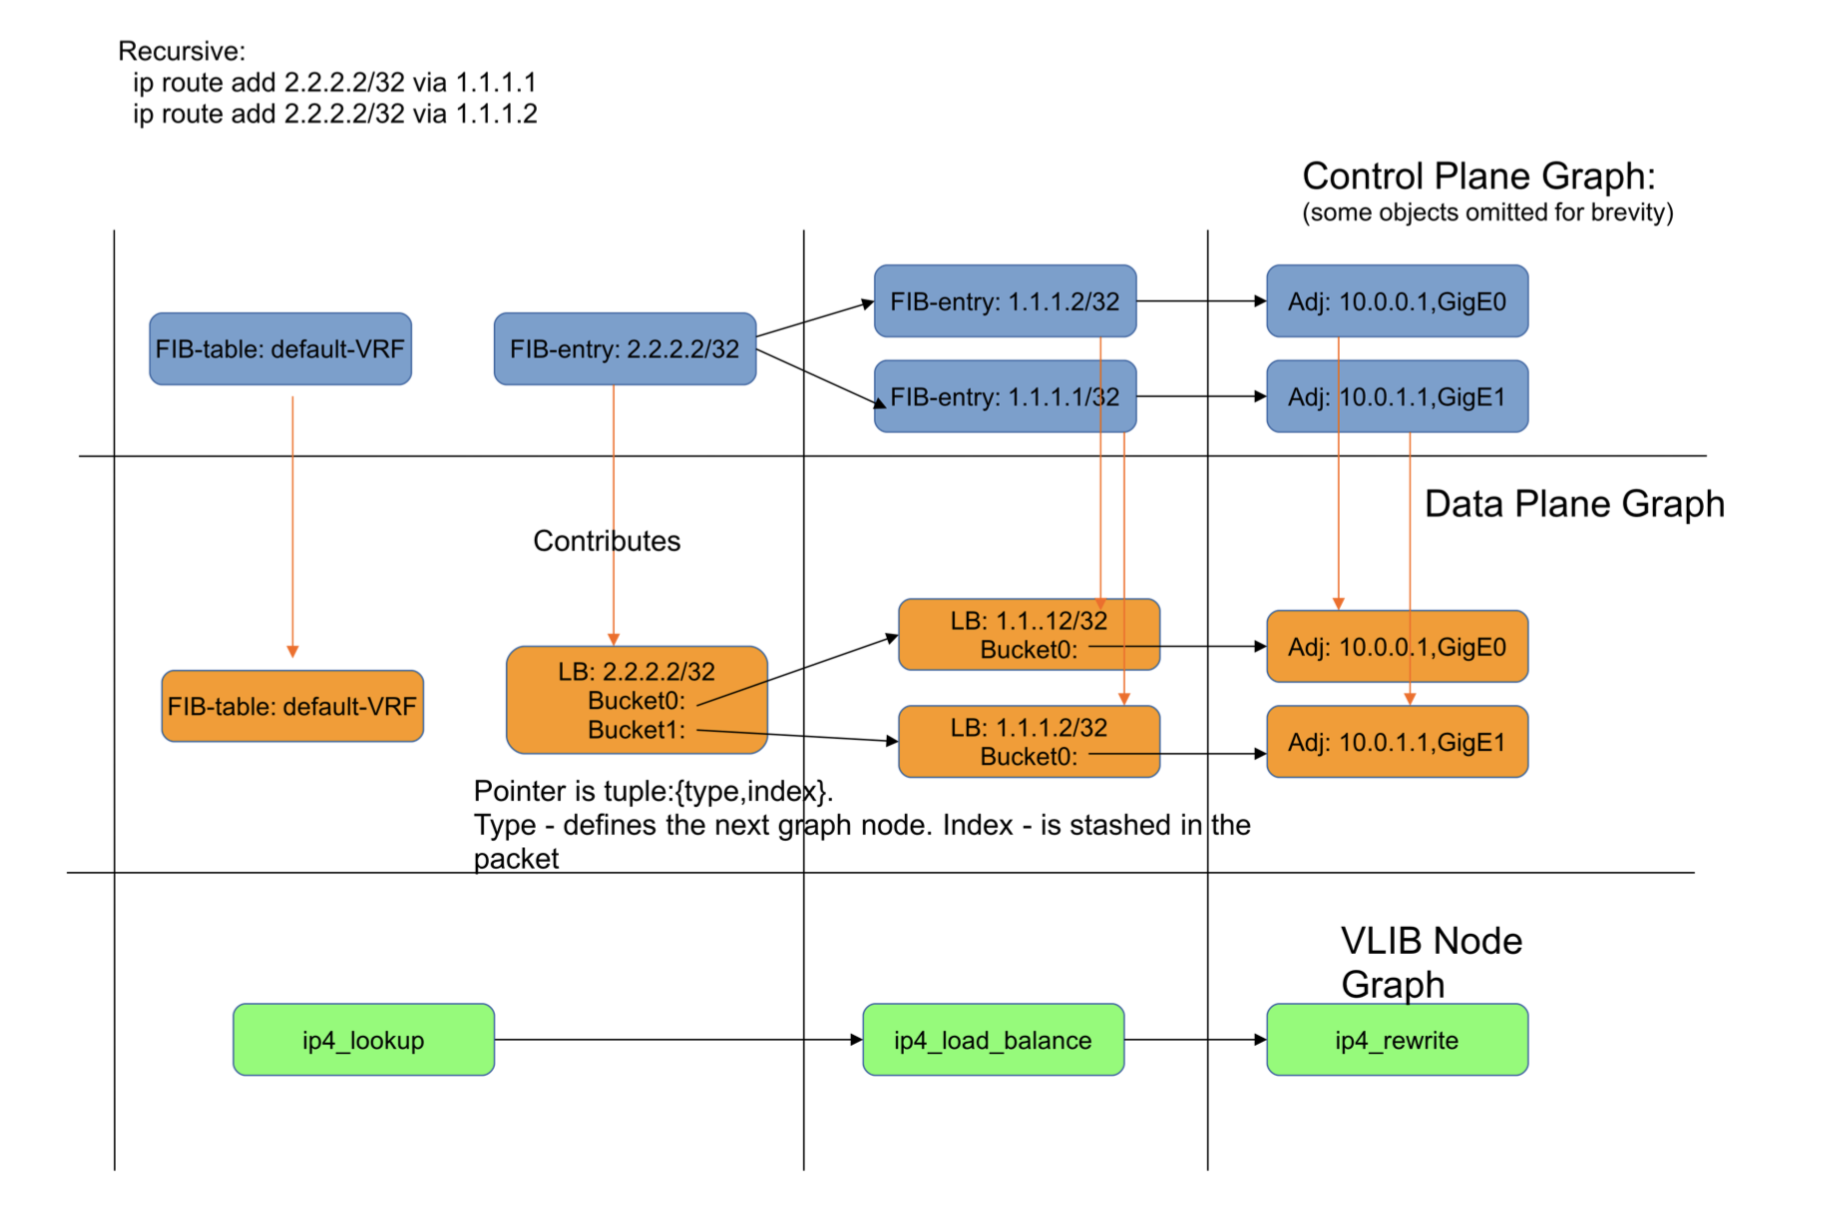 Recursive:
ip route add 2.2.2.2/32 via 1.1.1.1
ip route add 2.2.2.2/32 via 1.1.1.2
Control Plane Graph:
(some objects omitted for brevity)
FIB-table: default-VRF
FIB-entry: 2.2.2.2/32
FIB-entry: 1.1.1.2/32
Adj: 10.0.0.1,GigE0
FIB-entry: 1.1.1.1/32
Adj: 10.0.1.1,GigE1
Data Plane Graph
Contributes
FIB-table: default-VRF
LB: 2.2.2.2/32
Bucket0:
Bucket1:
LB: 1.1..12/32
Bucket0:
Adj: 10.0.0.1,GigE0
LB: 1.1.1.2/32
Bucket0:
Adj: 10.0.1.1,GigE1
Pointer is tuple:{type,index}.
Type - defines the next graph node. Index - is stashed in the
packet
VLIB Node
Graph
ip4_lookup
ip4_load_balance
ip4_rewrite